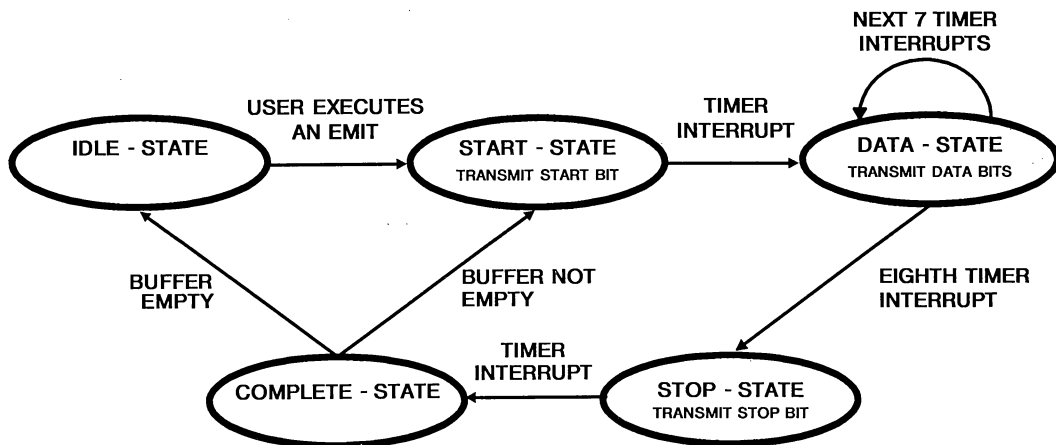 NEXT 7 TIMER
INTERRUPTS
USER EXECUTES
AN EMIT
TIMER
INTERRUPT
IDLE - STATE
START - STATE
TRANSMIT START BIT
DATA - STATE
TRANSMIT DATA BITS
BUFFER
EMPTY
BUFFER NOT
EMPTY
EIGHTH TIMER
INTERRUPT
TIMER
INTERRUPT
COMPLETE - STATE
STOP - STATE
TRANSMIT STOP BIT